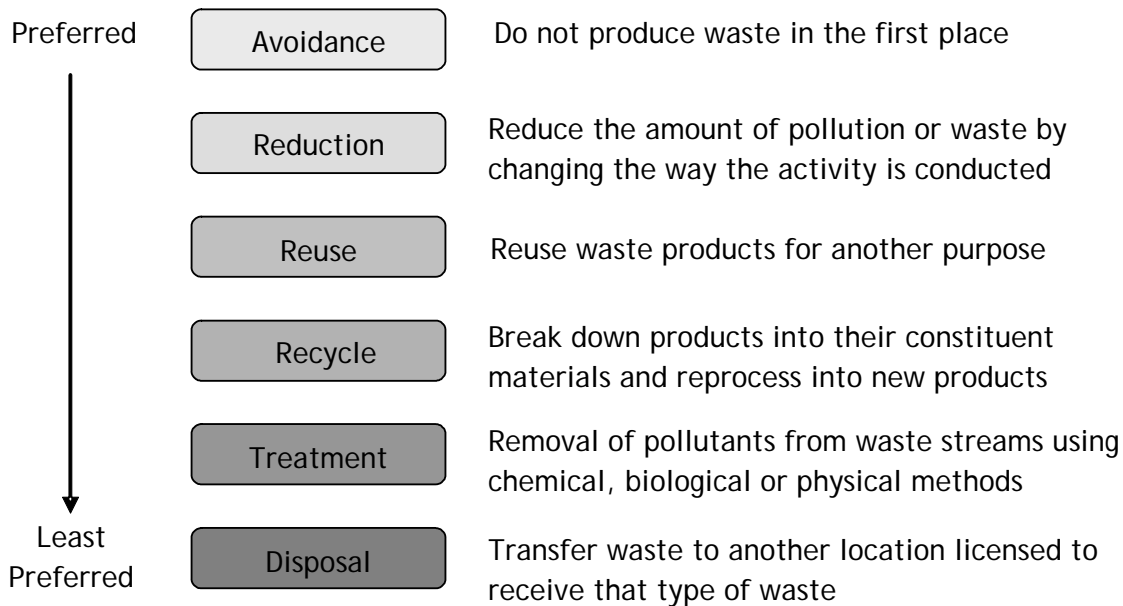 Preferred
Avoidance
Do not produce waste in the first place
Reduction
Reduce the amount of pollution or waste by
changing the way the activity is conducted
Reuse
Reuse waste products for another purpose
Recycle
Break down products into their constituent
materials and reprocess into new products
Treatment
Removal of pollutants from waste streams using
chemical, biological or physical methods
Least
Preferred
Disposal
Transfer waste to another location licensed to
receive that type of waste